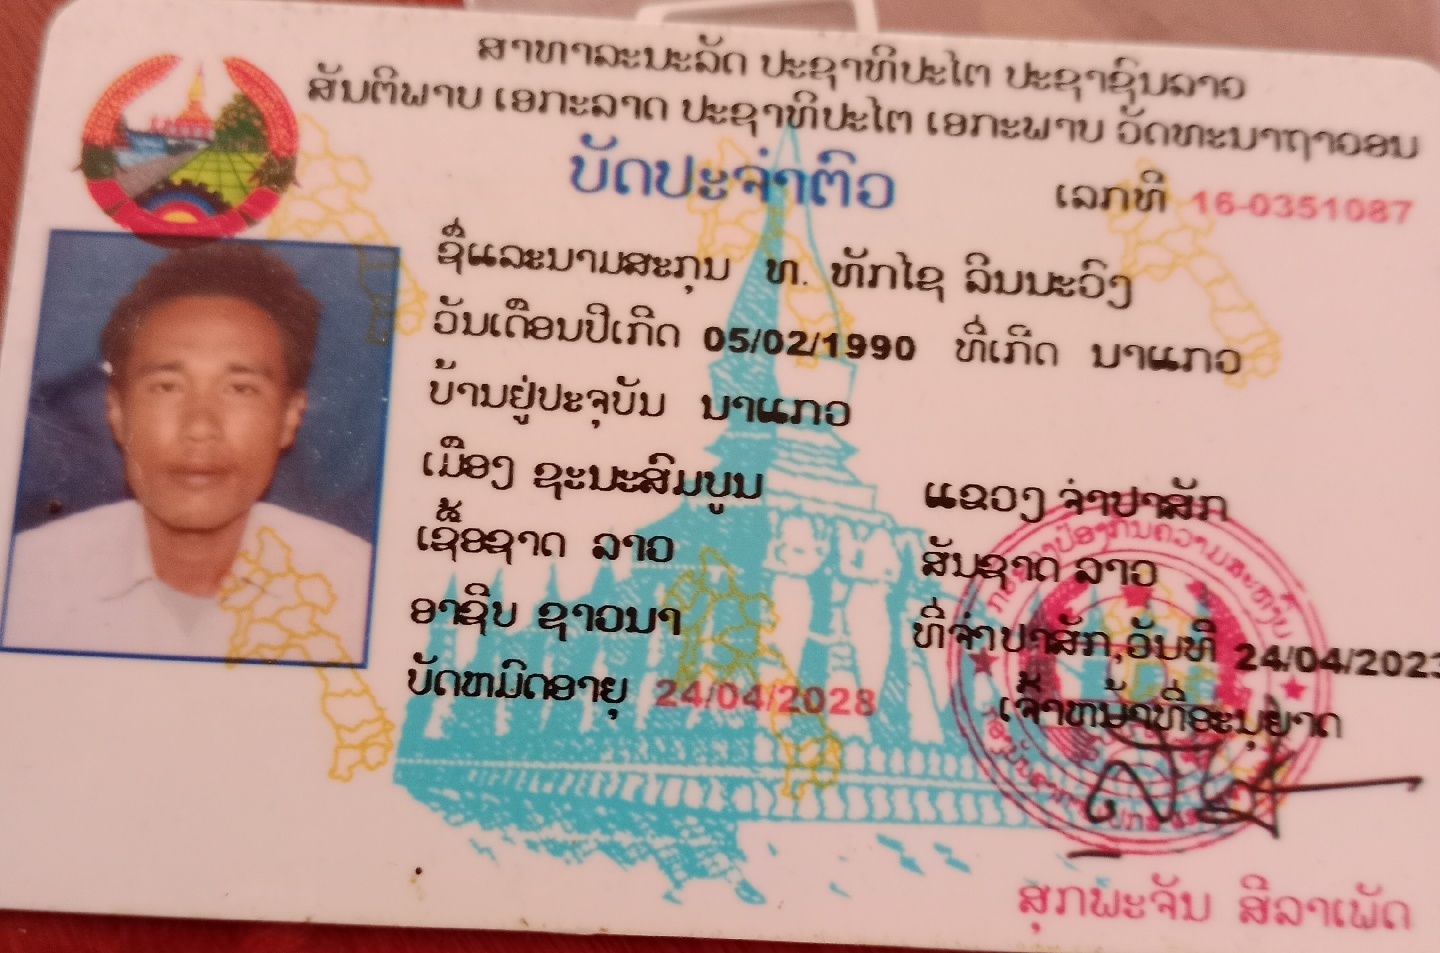 ສາທາລະນະລັດ ປະຊາທິປະໄຕ ປະຊາຊົນລາວ
ສັນຕິພາບ ເອກະລາດ ປະຊາທິປະໄຕ ເອກະພາບ ວັດທະນາຖາວອນ
ບັດປະຈຳຕົວ ເລກທີ 16-0351087
ຊື່ແລະນາມສະກຸນ ທ. ທັກໄຊ ລິນນະວົງ
ວັນເດືອນປີເກີດ 05/02/1990 ທີ່ເກີດ ນາແກວ
ບ້ານຢູ່ປະຈຸບັນ ນາແກວ
ເມືອງ ຊະນະສົມບູນ ແຂວງ ຈຳປາສັກ
ເຊື້ອຊາດ ລາວ ສັນຊາດ ລາວ
ອາຊີບ ຊາວນາ ທີ່ຈຳປາສັກ,ວັນທີ 24/04/2023
ບັດຫມົດອາຍຸ 24/04/2028 ເຈົ້າຫນ້າທີ່ອະນຸຍາດ
ສຸກພະຈັນ ສີລາເພັດ